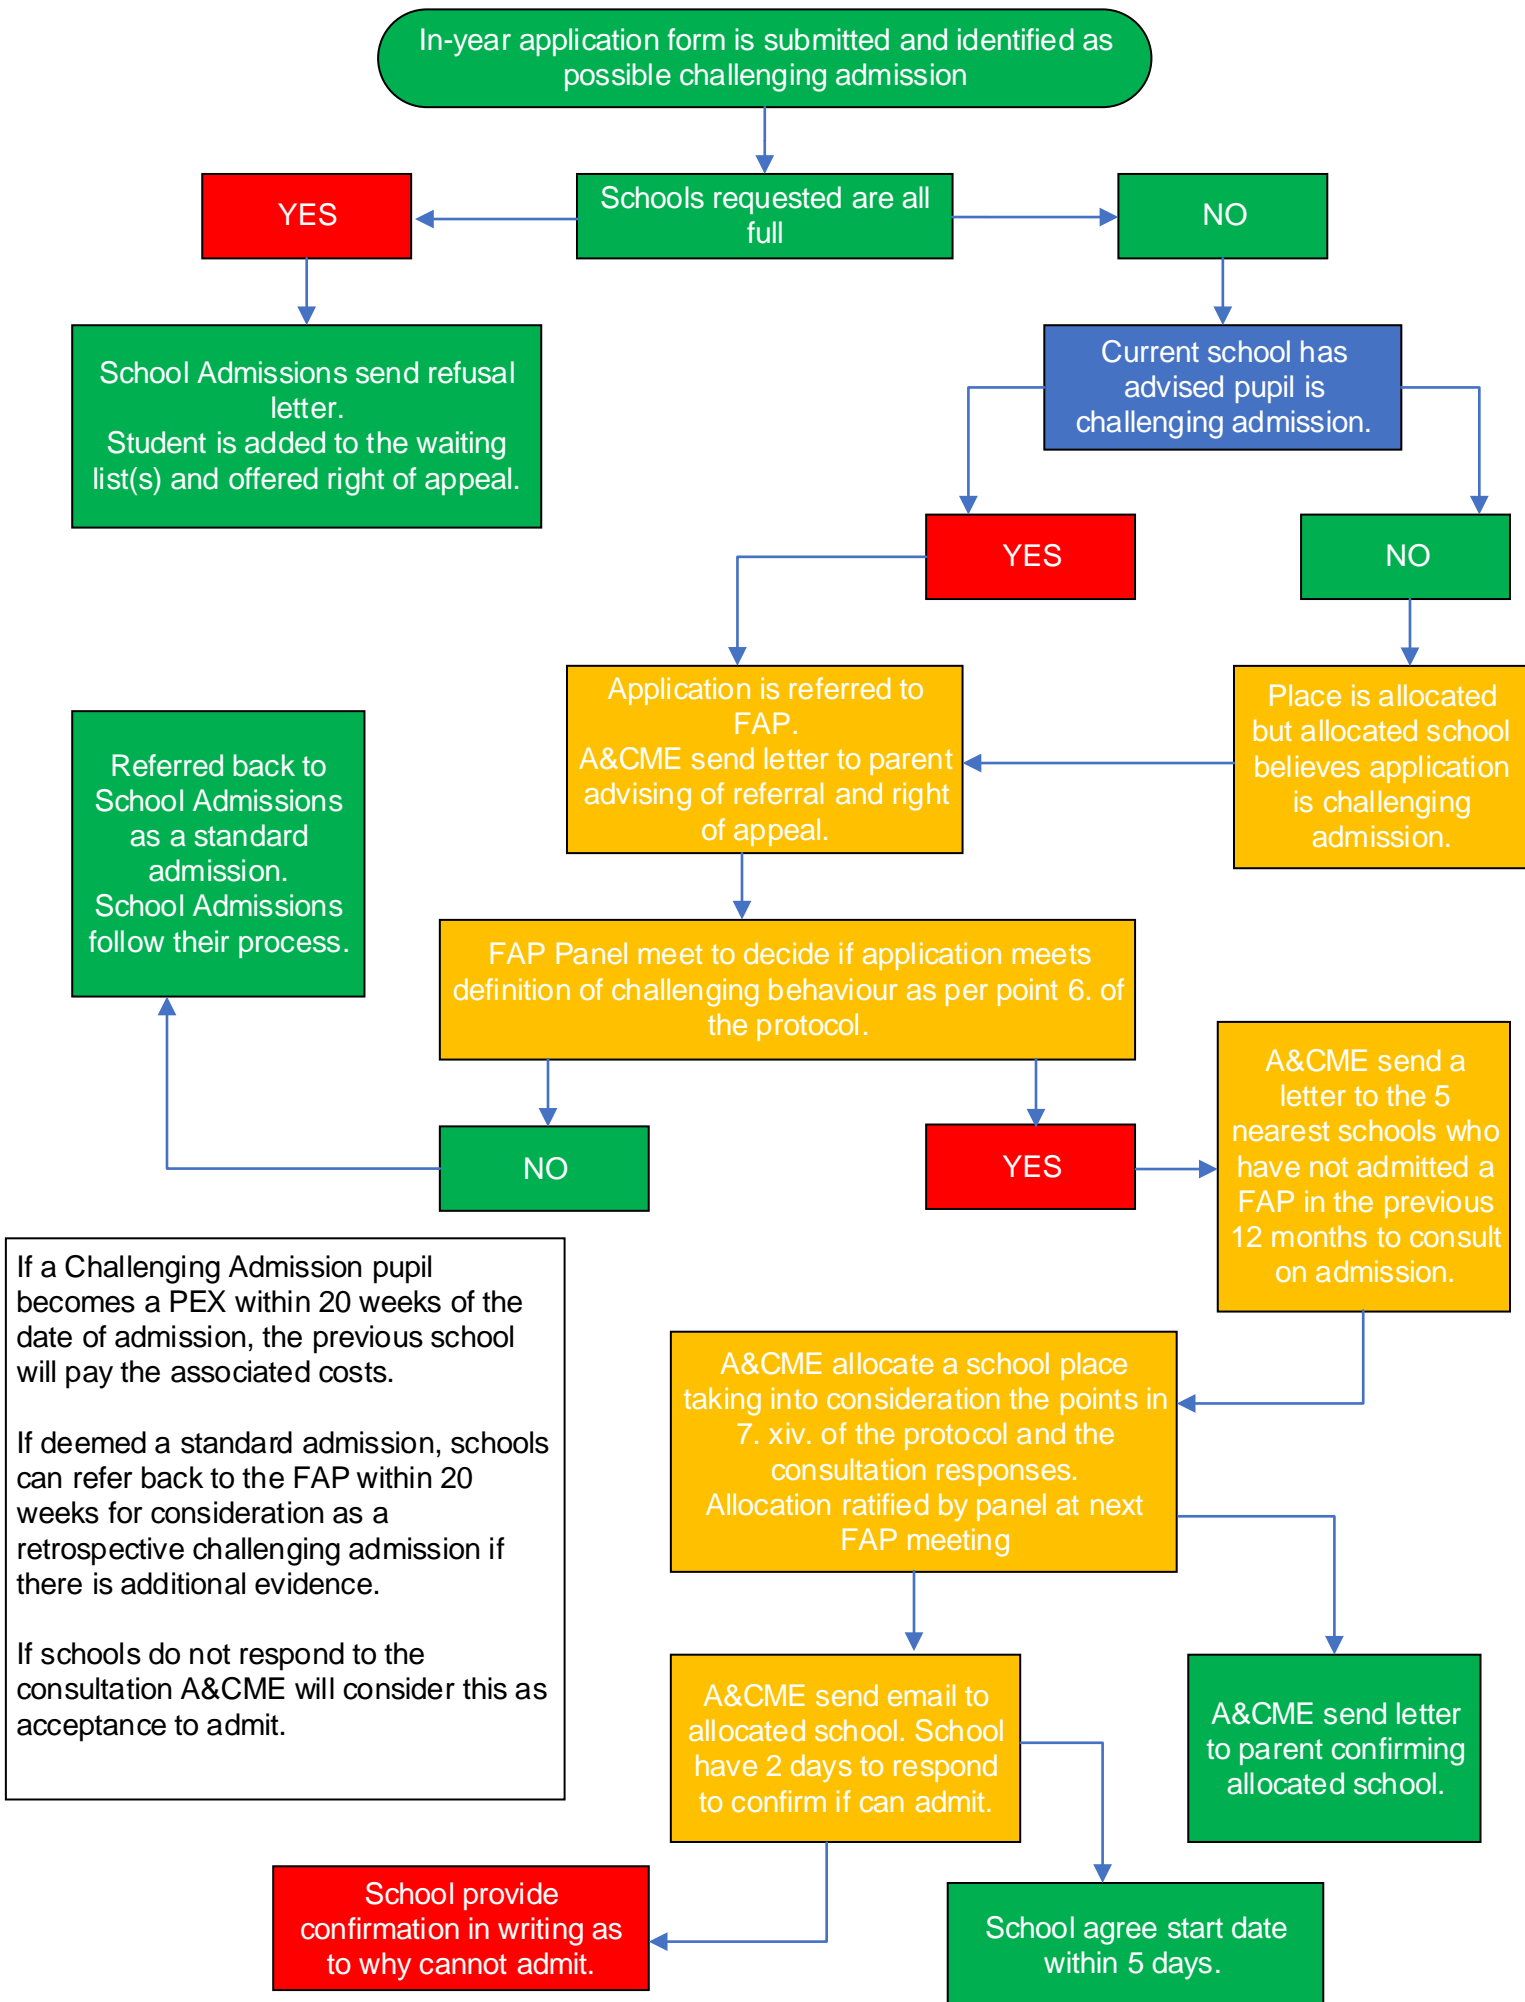 In-year application form is submitted and identified as
possible challenging admission
YES
Schools requested are all
full
NO
School Admissions send refusal
letter.
Student is added to the waiting
list(s) and offered right of appeal.
Current school has
advised pupil is
challenging admission.
YES
NO
Application is referred to
FAP.
A&CME send letter to parent
advising of referral and right
of appeal.
Place is allocated
but allocated school
believes application
is challenging
admission.
Referred back to
School Admissions
as a standard
admission.
School Admissions
follow their process.
FAP Panel meet to decide if application meets
definition of challenging behaviour as per point 6. of
the protocol.
NO
YES
A&CME send a
letter to the 5
nearest schools who
have not admitted a
FAP in the previous
12 months to consult
on admission.
If a Challenging Admission pupil
becomes a PEX within 20 weeks of the
date of admission, the previous school
will pay the associated costs.
If deemed a standard admission, schools
can refer back to the FAP within 20
weeks for consideration as a
retrospective challenging admission if
there is additional evidence.
If schools do not respond to the
consultation A&CME will consider this as
acceptance to admit.
A&CME allocate a school place
taking into consideration the points in
7. xiv. of the protocol and the
consultation responses.
Allocation ratified by panel at next
FAP meeting
A&CME send email to
allocated school. School
have 2 days to respond
to confirm if can admit.
A&CME send letter
to parent confirming
allocated school.
School provide
confirmation in writing as
to why cannot admit.
School agree start date
within 5 days.